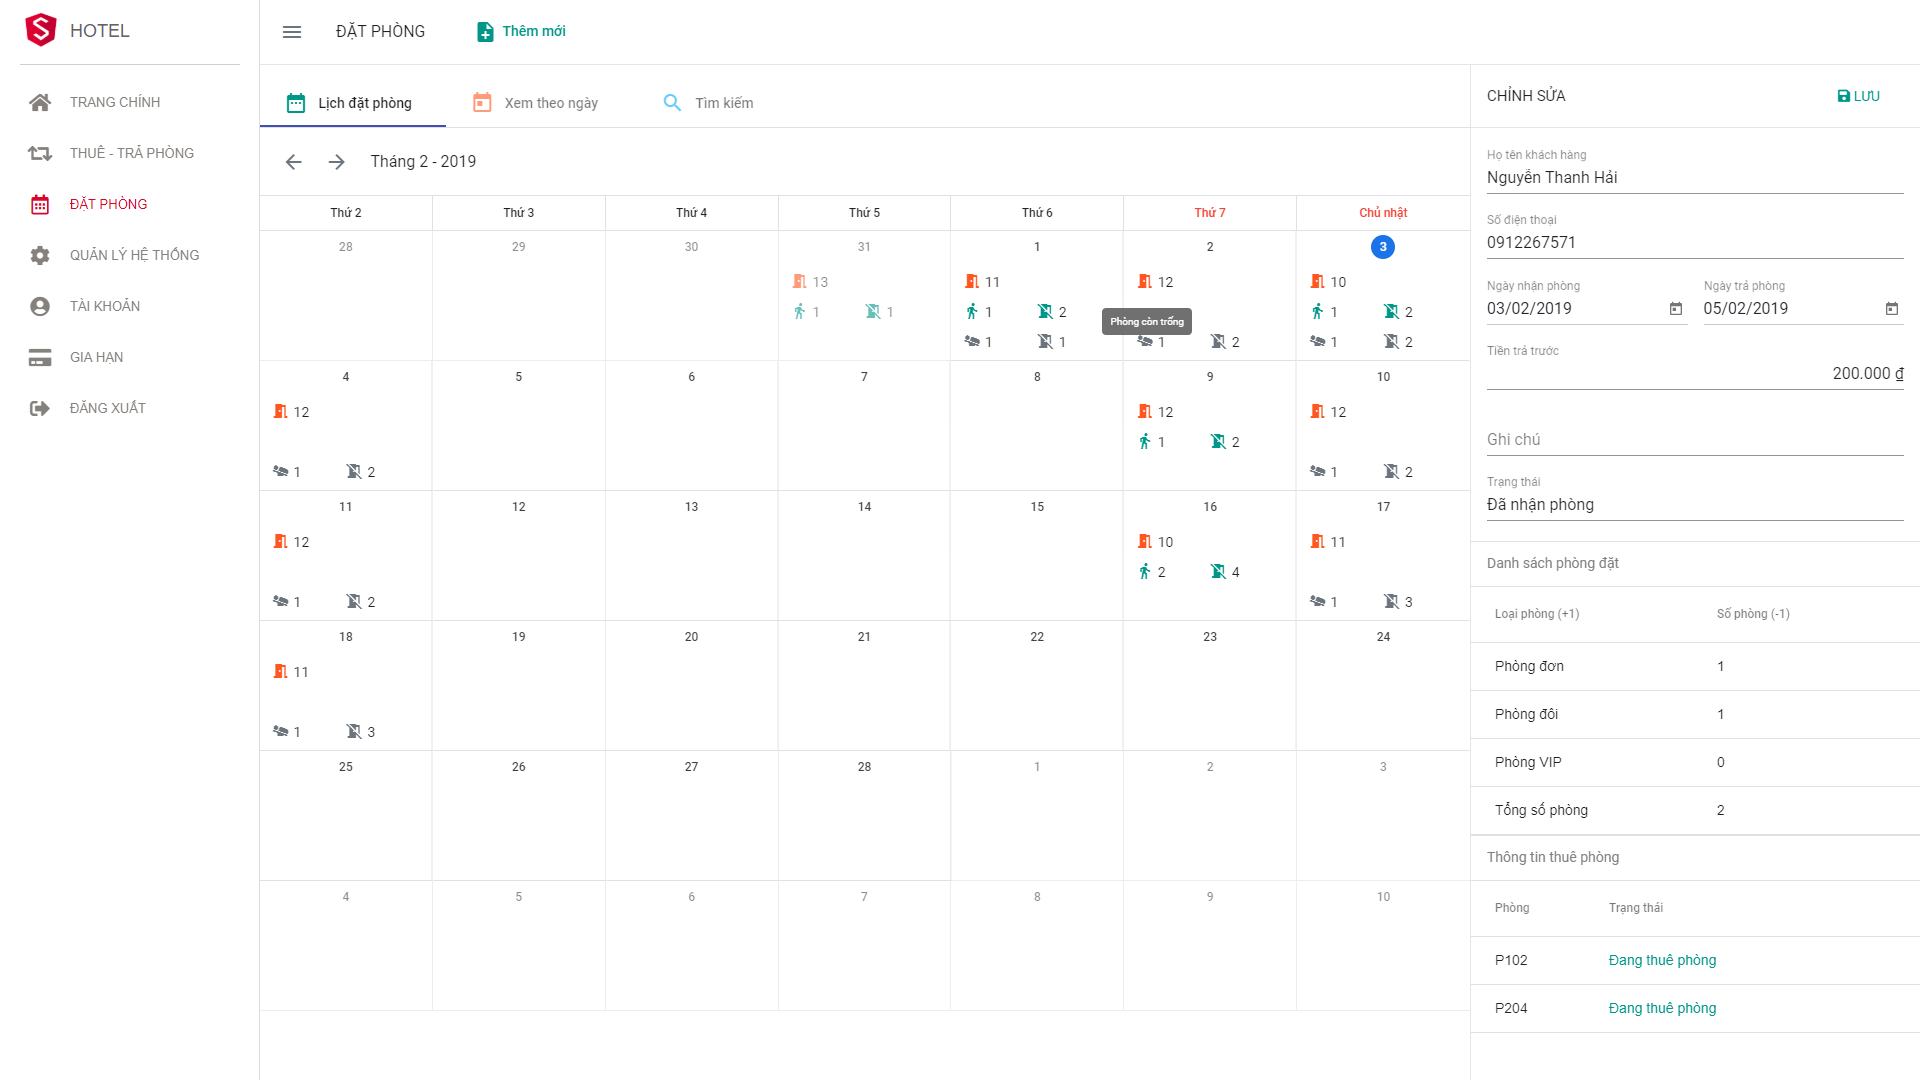 HOTEL
TRANG CHÍNH
THUÊ - TRẢ PHÒNG
ĐẶT PHÒNG
QUẢN LÝ HỆ THỐNG
TÀI KHOẢN
GIA HẠN
ĐĂNG XUẤT
ĐẶT PHÒNG
Thêm mới
Lịch đặt phòng
Xem theo ngày
Tìm kiếm
Tháng 2 - 2019
Thứ 2 Thứ 3 Thứ 4 Thứ 5 Thứ 6 Thứ 7 Chủ nhật
28 29 30 31 1 2 3
13 11 12 10
1 1 1 2 1 2
1 1 1 2 1 2
Phòng còn trống
4 5 6 7 8 9 10
12 12 12
1 2
1 2 1 2
11 12 13 14 15 16 17
12 10 11
2 4
1 2 1 3
18 19 20 21 22 23 24
11
1 3
25 26 27 28 1 2 3
4 5 6 7 8 9 10
CHỈNH SỬA
LƯU
Họ tên khách hàng
Nguyễn Thanh Hải
Số điện thoại
0912267571
Ngày nhận phòng Ngày trả phòng
03/02/2019 05/02/2019
Tiền trả trước
200.000 ₫
Ghi chú
Trạng thái
Đã nhận phòng
Danh sách phòng đặt
Loại phòng (+1) Số phòng (-1)
Phòng đơn 1
Phòng đôi 1
Phòng VIP 0
Tổng số phòng 2
Thông tin thuê phòng
Phòng Trạng thái
P102 Đang thuê phòng
P204 Đang thuê phòng